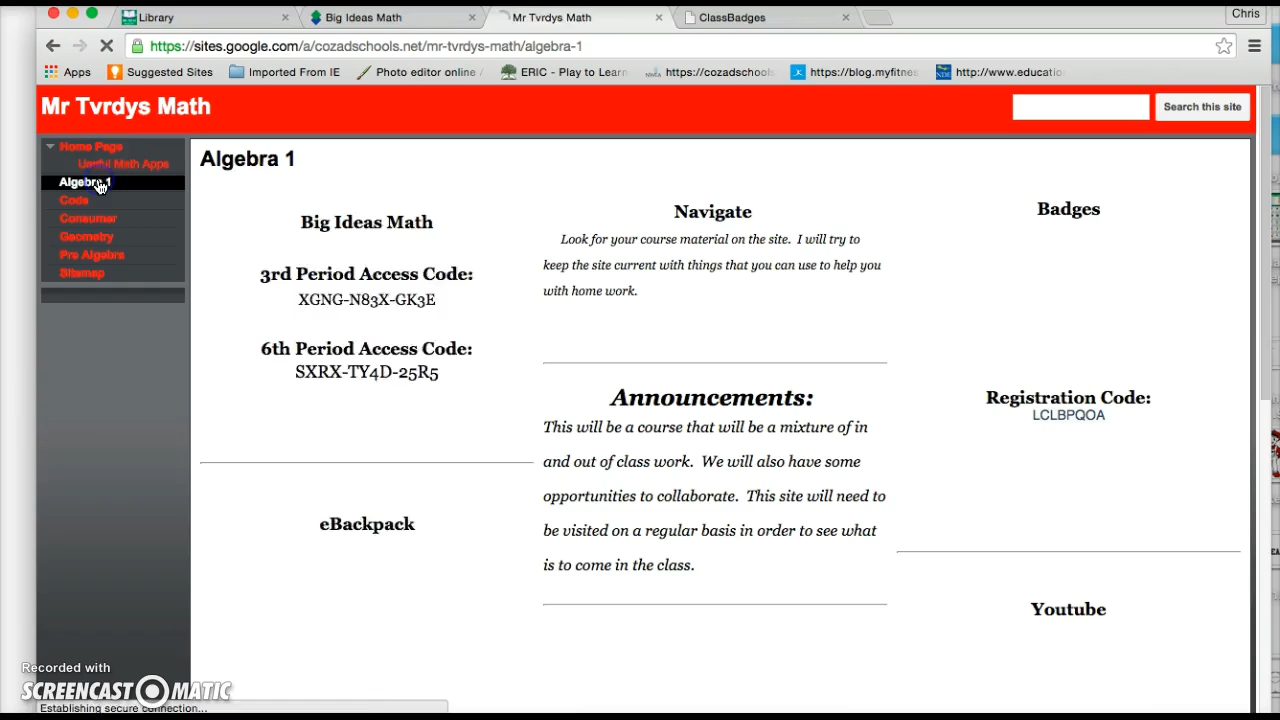 Library
Big Ideas Math
Mr Tvrdys Math
ClassBadges
Chris
https://sites.google.com/a/cozadschools.net/mr-tvrdys-math/algebra-1
Apps
Suggested Sites
Imported From IE
Photo editor online /
ERIC - Play to Learn
https://cozadschools
https://blog.myfitnes
http://www.educatio
Mr Tvrdys Math
Search this site
Home Page
Useful Math Apps
Algebra 1
Code
Consumer
Geometry
Pre Algebra
Sitemap
Algebra 1
Big Ideas Math
3rd Period Access Code:
XGNG-N83X-GK3E
6th Period Access Code:
SXRX-TY4D-25R5
eBackpack
Navigate
Look for your course material on the site. I will try to
keep the site current with things that you can use to help you
with home work.
Announcements:
This will be a course that will be a mixture of in
and out of class work. We will also have some
opportunities to collaborate. This site will need to
be visited on a regular basis in order to see what
is to come in the class.
Badges
Registration Code:
LCLBPQOA
Youtube
Recorded with
SCREENCAST MATIC
Establishing secure connection...